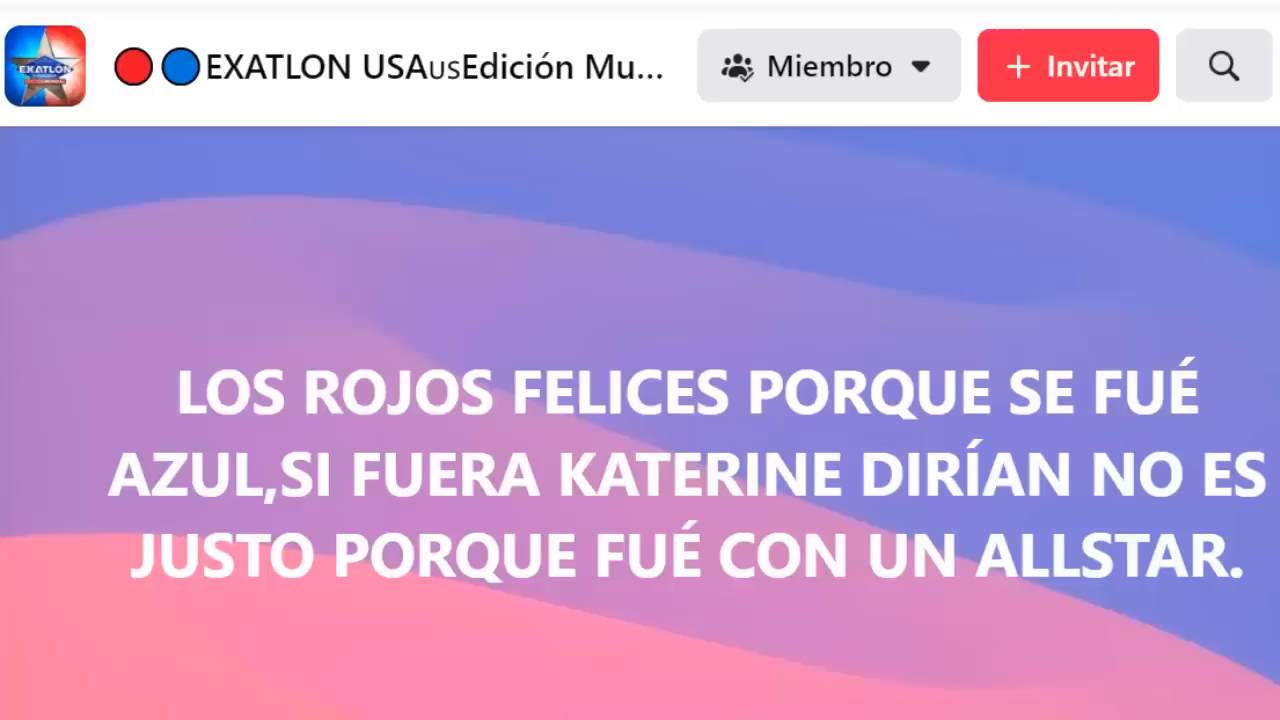 EXATLON
🔴🔵EXATLON USAusEdición Mu...
Miembro
+ Invitar
LOS ROJOS FELICES PORQUE SE FUÉ
AZUL,SI FUERA KATERINE DIRÍAN NO ES
JUSTO PORQUE FUÉ CON UN ALLSTAR.